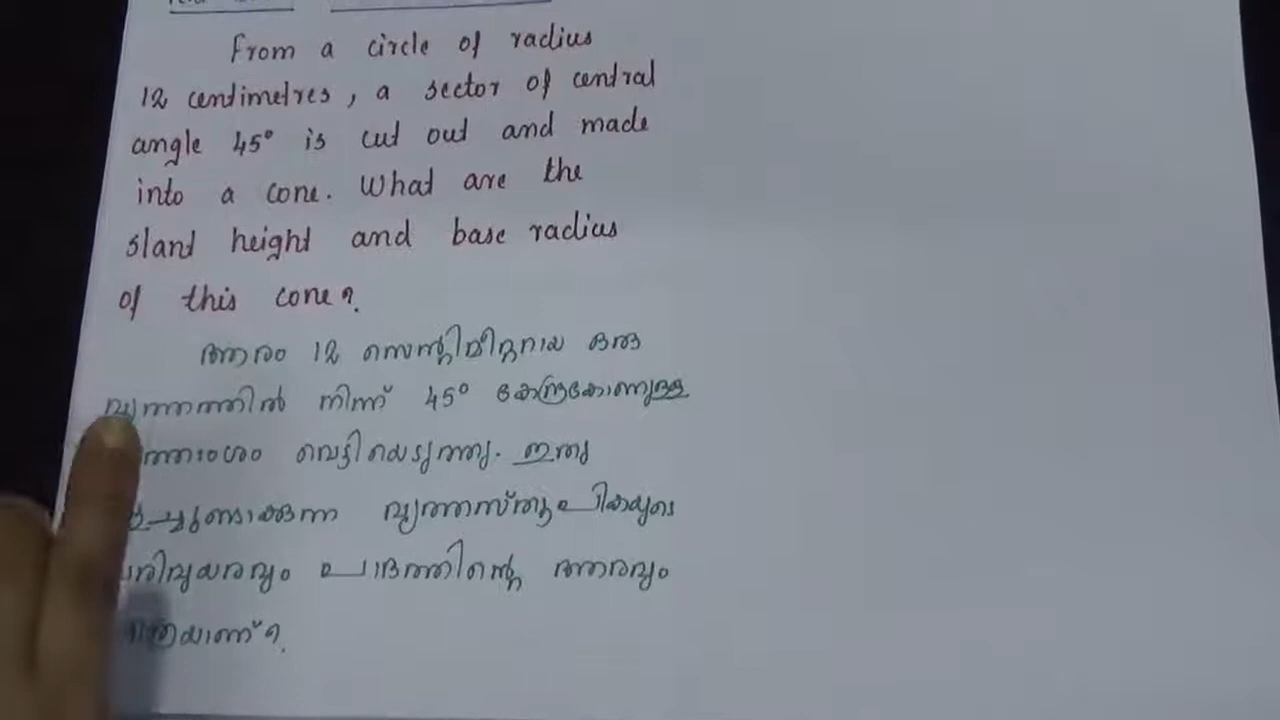 From a circle of radius
12 centimetres, a sector of central
angle 45° is cut out and made
into a cone. What are the
slant height and base radius
of this cone?
ആരം 12 സെന്റിമീറ്ററായ ഒരു
വൃത്തത്തിൽ നിന്ന് 45° കേന്ദ്രകോണുള്ള
വെട്ടിയെടുത്തു. ഇതു
വൃത്തസ്തൂപികയുടെ
പാദത്തിന്റെ ആരവും